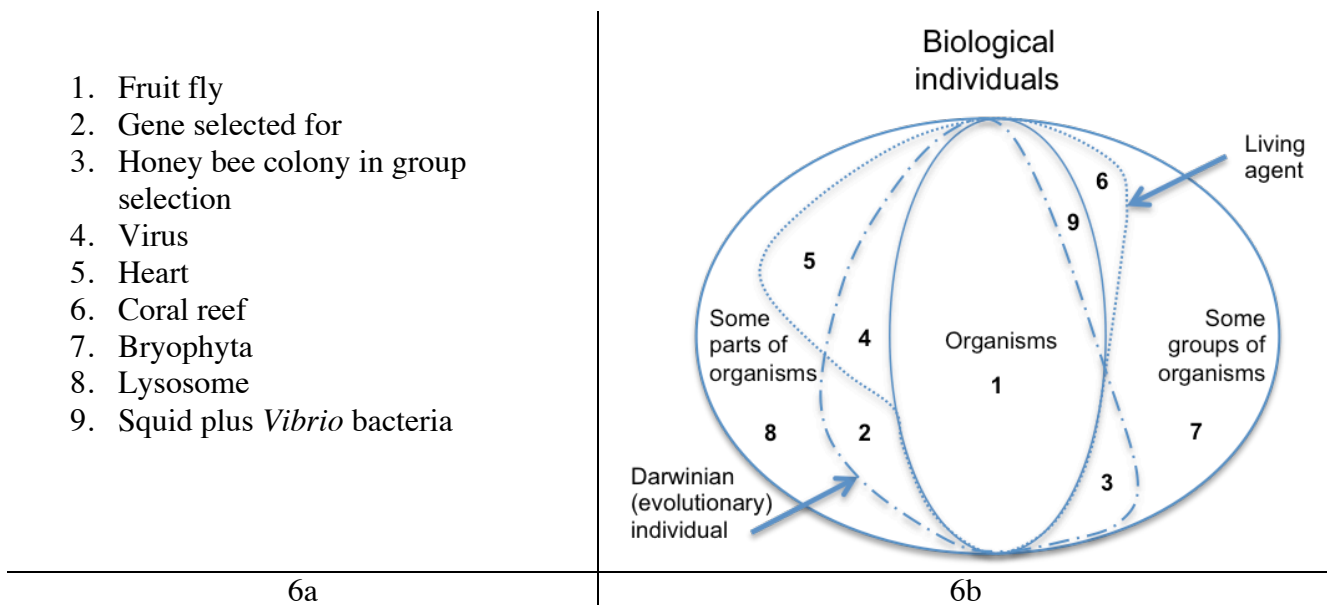 1. Fruit fly
2. Gene selected for
3. Honey bee colony in group
selection
4. Virus
5. Heart
6. Coral reef
7. Bryophyta
8. Lysosome
9. Squid plus Vibrio bacteria
6a
Biological
individuals
Living
agent
6
9
5
Some
parts of
organisms
4
Organisms
1
Some
groups of
organisms
8
2
7
3
Darwinian
(evolutionary)
individual
6b